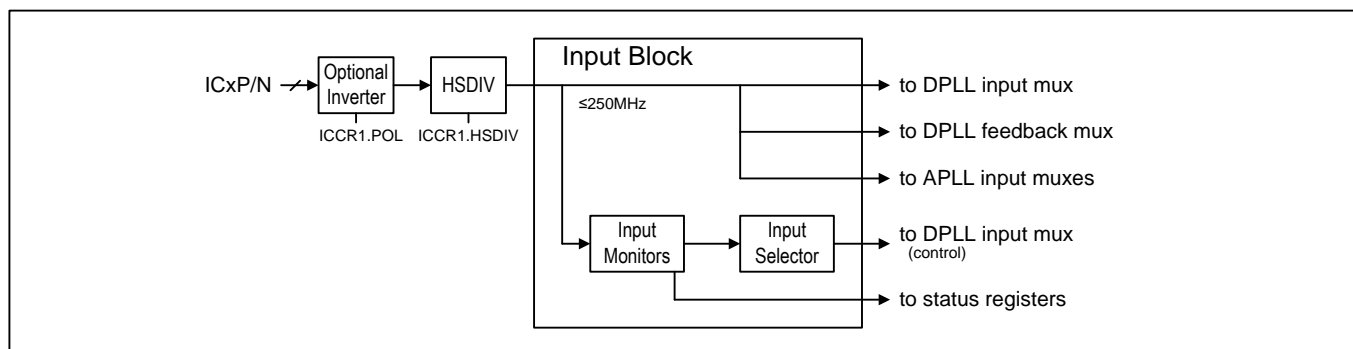 Input Block
ICxP/N
Optional
Inverter
HSDIV
ICCR1.POL
ICCR1.HSDIV
≤250MHz
to DPLL input mux
to DPLL feedback mux
to APLL input muxes
Input
Monitors
Input
Selector
to DPLL input mux
(control)
to status registers